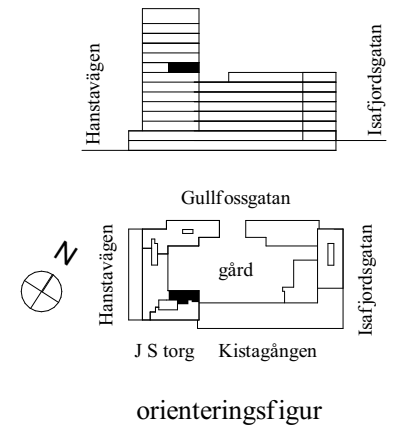 Hanstavägen
Isafjordsgatan
Gullfossgatan
N
Hanstavägen
gård
Isafjordsgatan
J S torg
Kistagången
orienteringsfigur